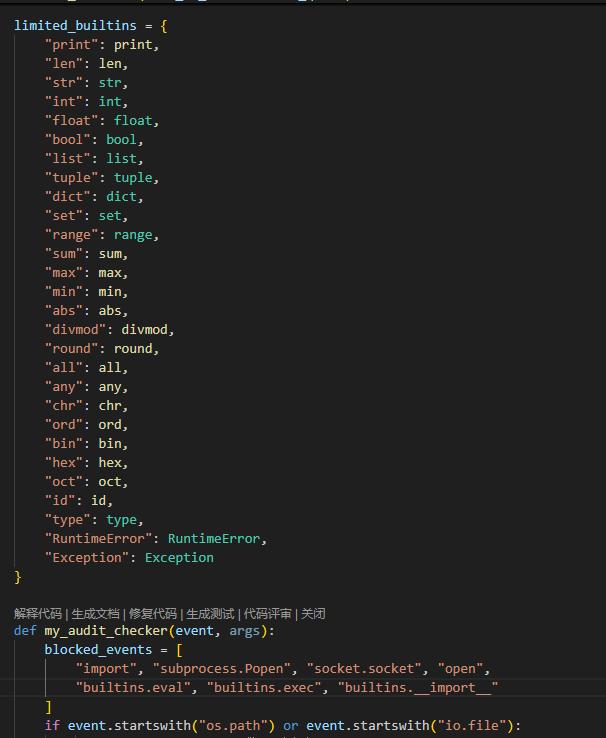 limited_builtins = {
"print": print,
"len": len,
"str": str,
"int": int,
"float": float,
"bool": bool,
"list": list,
"tuple": tuple,
"dict": dict,
"set": set,
"range": range,
"sum": sum,
"max": max,
"min": min,
"abs": abs,
"divmod": divmod,
"round": round,
"all": all,
"any": any,
"chr": chr,
"ord": ord,
"bin": bin,
"hex": hex,
"oct": oct,
"id": id,
"type": type,
"RuntimeError": RuntimeError,
"Exception": Exception
}
解释代码 | 生成文档 | 修复代码 | 生成测试 | 代码评审 | 关闭
def my_audit_checker(event, args):
blocked_events = [
"import", "subprocess.Popen", "socket.socket", "open",
"builtins.eval", "builtins.exec", "builtins.__import__"
]
if event.startswith("os.path") or event.startswith("io.file"):